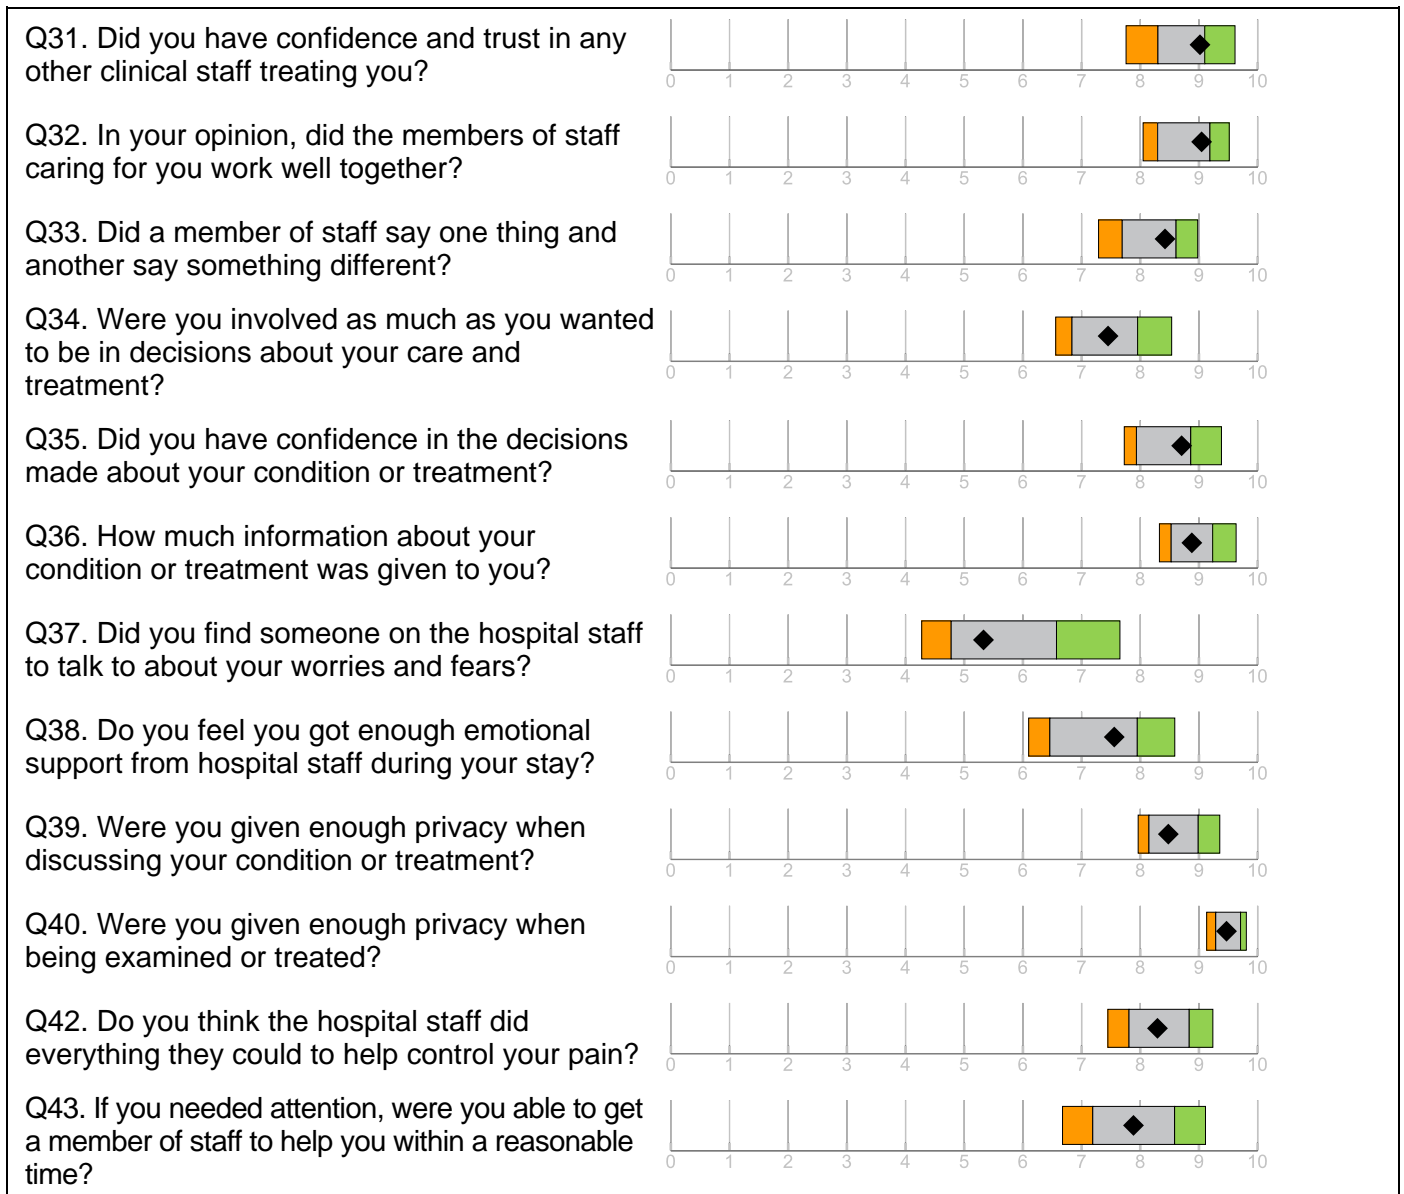 Q31. Did you have confidence and trust in any
other clinical staff treating you?
0 1 2 3 4 5 6 7 8 9 10
Q32. In your opinion, did the members of staff
caring for you work well together?
0 1 2 3 4 5 6 7 8 9 10
Q33. Did a member of staff say one thing and
another say something different?
0 1 2 3 4 5 6 7 8 9 10
Q34. Were you involved as much as you wanted
to be in decisions about your care and
treatment?
0 1 2 3 4 5 6 7 8 9 10
Q35. Did you have confidence in the decisions
made about your condition or treatment?
0 1 2 3 4 5 6 7 8 9 10
Q36. How much information about your
condition or treatment was given to you?
0 1 2 3 4 5 6 7 8 9 10
Q37. Did you find someone on the hospital staff
to talk to about your worries and fears?
0 1 2 3 4 5 6 7 8 9 10
Q38. Do you feel you got enough emotional
support from hospital staff during your stay?
0 1 2 3 4 5 6 7 8 9 10
Q39. Were you given enough privacy when
discussing your condition or treatment?
0 1 2 3 4 5 6 7 8 9 10
Q40. Were you given enough privacy when
being examined or treated?
0 1 2 3 4 5 6 7 8 9 10
Q42. Do you think the hospital staff did
everything they could to help control your pain?
0 1 2 3 4 5 6 7 8 9 10
Q43. If you needed attention, were you able to get
a member of staff to help you within a reasonable
time?
0 1 2 3 4 5 6 7 8 9 10